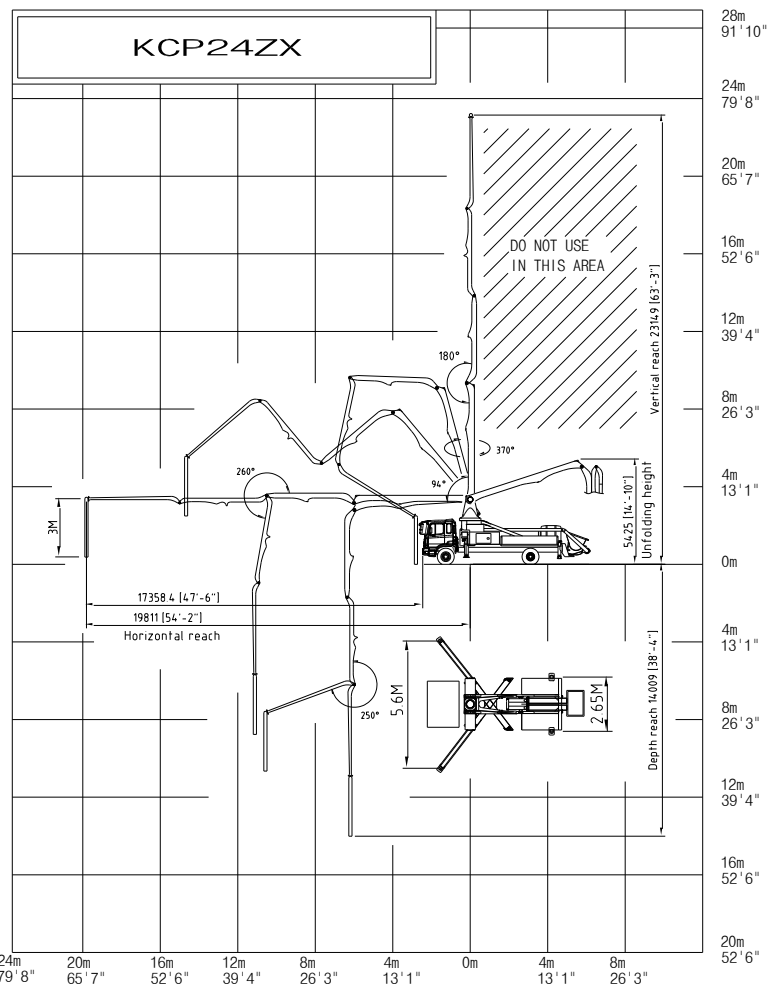 KCP24ZX
28m
91'10"
24m
79'8"
20m
65'7"
16m
52'6"
12m
39'4"
8m
26'3"
4m
13'1"
0m
4m
13'1"
8m
26'3"
12m
39'4"
16m
52'6"
20m
52'6"
DO NOT USE
IN THIS AREA
Vertical reach 23149 [63'-3"]
180°
370°
94°
260°
3M
5425 [14'-10"]
Unfolding height
17358.4 [47'-6"]
19811 [54'-2"]
Horizontal reach
250°
5.6M
2.65M
Depth reach 14009 [38'-4"]
24m 20m 16m 12m 8m 4m 0m 4m 8m
79'8" 65'7" 52'6" 39'4" 26'3" 13'1" 13'1" 26'3"